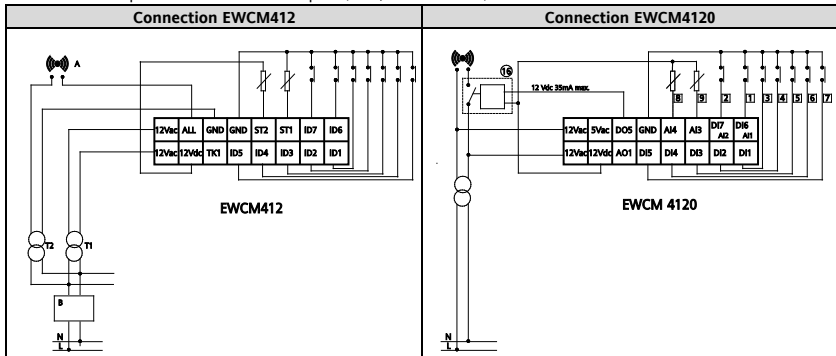 Connection EWCM412
Connection EWCM4120
A
12Vac ALL GND GND ST2 ST1 ID7 ID6
12Vac 12Vdc TK1 ID5 ID4 ID3 ID2 ID1
EWCM412
T2 T1
B
N
L
16
12 Vdc 35mA max.
8 9 2 1 3 4 5 6 7
12Vac 5Vac DO5 GND AI4 AI3 DI7 AI2 DI6 AI1
12Vac 12Vdc AO1 DI5 DI4 DI3 DI2 DI1
EWCM 4120
N
L